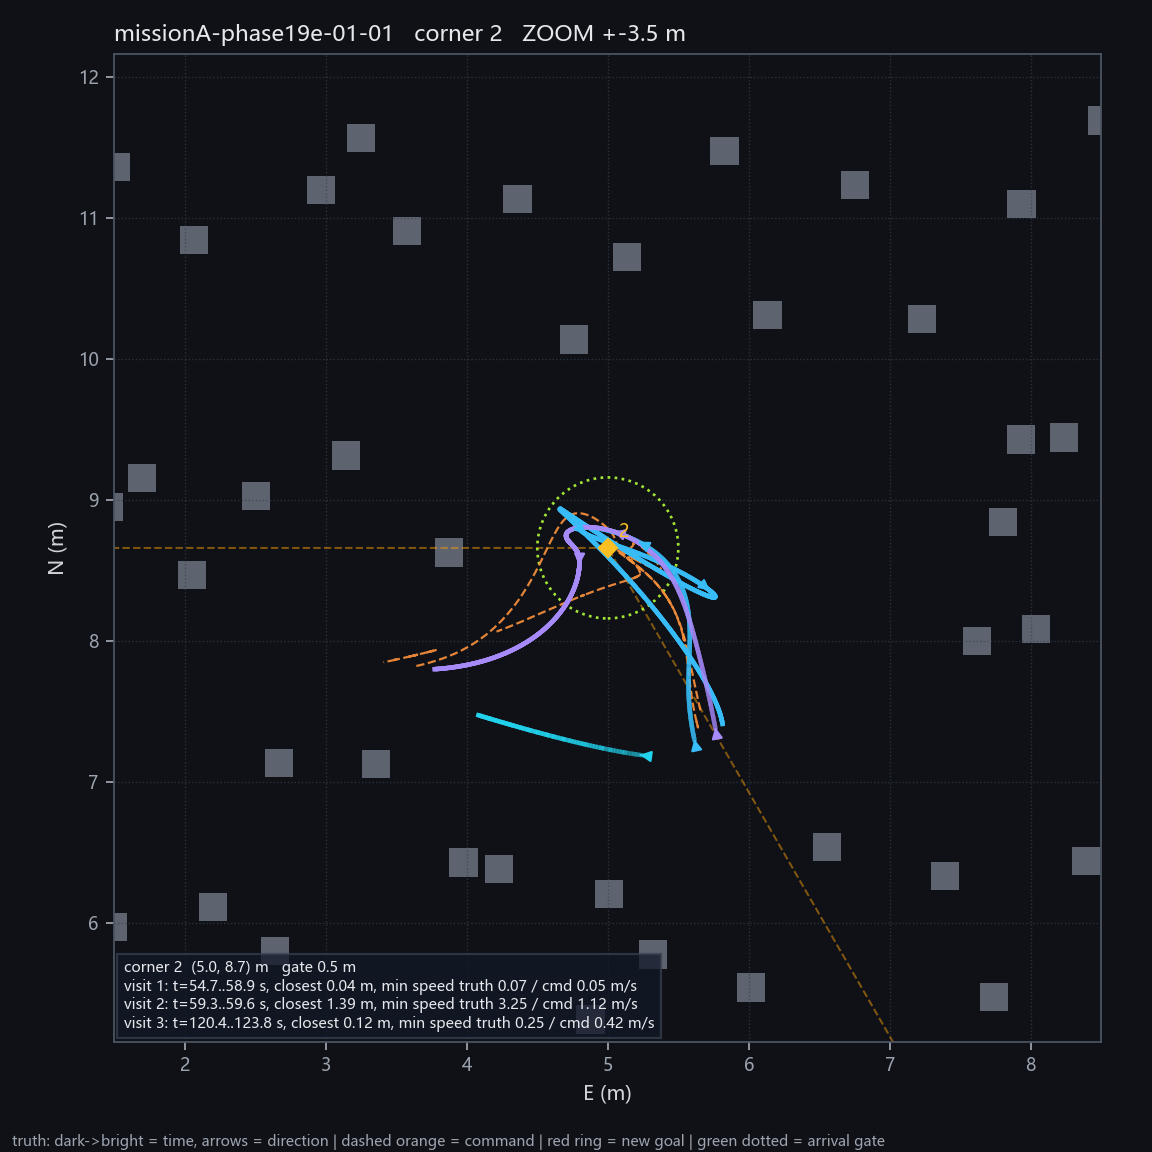 missionA-phase19e-01-01   corner 2   ZOOM +-3.5 m
12
11
10
9
8
7
6
N (m)
2
corner 2  (5.0, 8.7) m   gate 0.5 m
visit 1: t=54.7..58.9 s, closest 0.04 m, min speed truth 0.07 / cmd 0.05 m/s
visit 2: t=59.3..59.6 s, closest 1.39 m, min speed truth 3.25 / cmd 1.12 m/s
visit 3: t=120.4..123.8 s, closest 0.12 m, min speed truth 0.25 / cmd 0.42 m/s
2 3 4 5 6 7 8
E (m)
truth: dark->bright = time, arrows = direction | dashed orange = command | red ring = new goal | green dotted = arrival gate